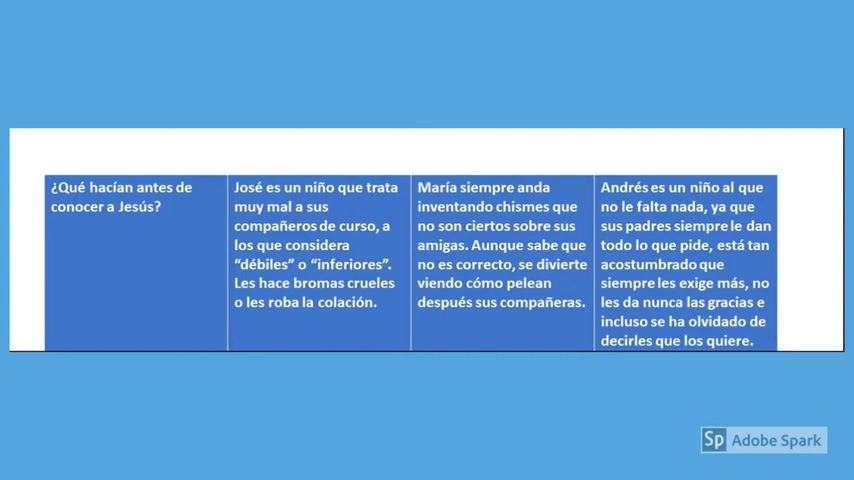 ¿Qué hacían antes de
conocer a Jesús?
José es un niño que trata
muy mal a sus
compañeros de curso, a
los que considera
“débiles” o “inferiores”.
Les hace bromas crueles
o les roba la colación.
María siempre anda
inventando chismes que
no son ciertos sobre sus
amigas. Aunque sabe que
no es correcto, se divierte
viendo cómo pelean
después sus compañeras.
Andrés es un niño al que
no le falta nada, ya que
sus padres siempre le dan
todo lo que pide, está tan
acostumbrado que
siempre les exige más, no
les da nunca las gracias e
incluso se ha olvidado de
decirles que los quiere.
Sp Adobe Spark